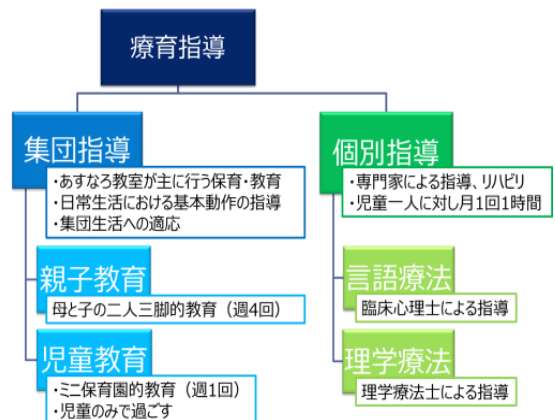 療育指導
集団指導
・あすなろ教室が主に行う保育・教育
・日常生活における基本動作の指導
・集団生活への適応
親子教育
母と子の二人三脚的教育（週4回）
児童教育
・ミニ保育園的教育（週1回）
・児童のみで過ごす
個別指導
・専門家による指導、リハビリ
・児童一人に対し月1回1時間
言語療法
臨床心理士による指導
理学療法
理学療法士による指導